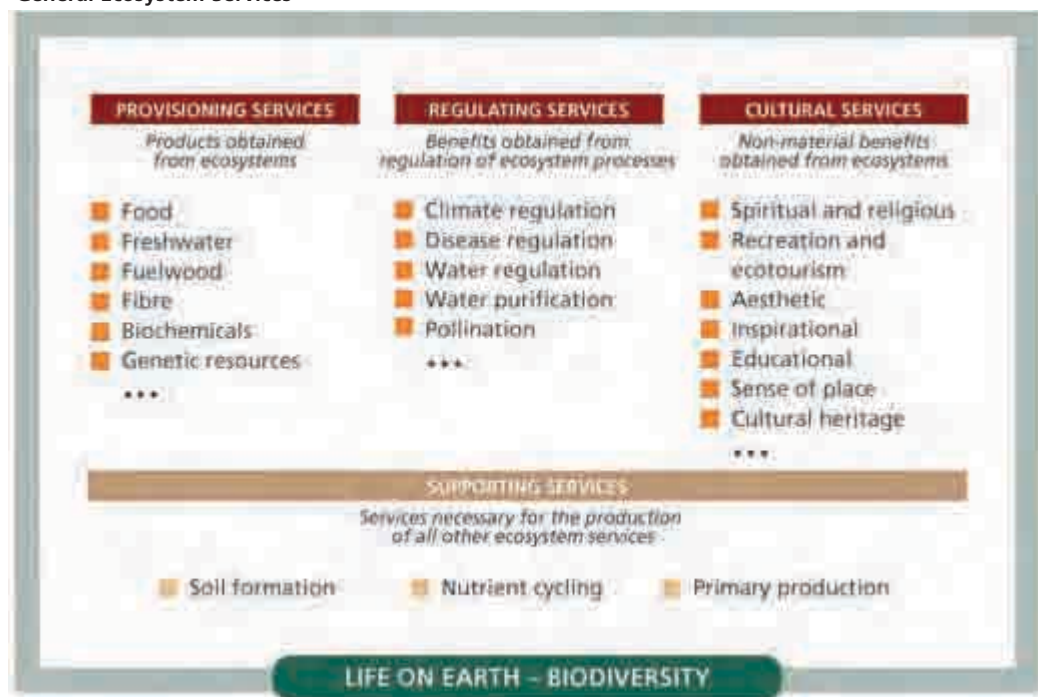 General Ecosystem Services
PROVISIONING SERVICES
Products obtained
from ecosystems
Food
Freshwater
Fuelwood
Fibre
Biochemicals
Genetic resources
...
REGULATING SERVICES
Benefits obtained from
regulation of ecosystem processes
Climate regulation
Disease regulation
Water regulation
Water purification
Pollination
...
CULTURAL SERVICES
Non-material benefits
obtained from ecosystems
Spiritual and religious
Recreation and
ecotourism
Aesthetic
Inspirational
Educational
Sense of place
Cultural heritage
...
SUPPORTING SERVICES
Services necessary for the production
of all other ecosystem services
Soil formation
Nutrient cycling
Primary production
LIFE ON EARTH – BIODIVERSITY